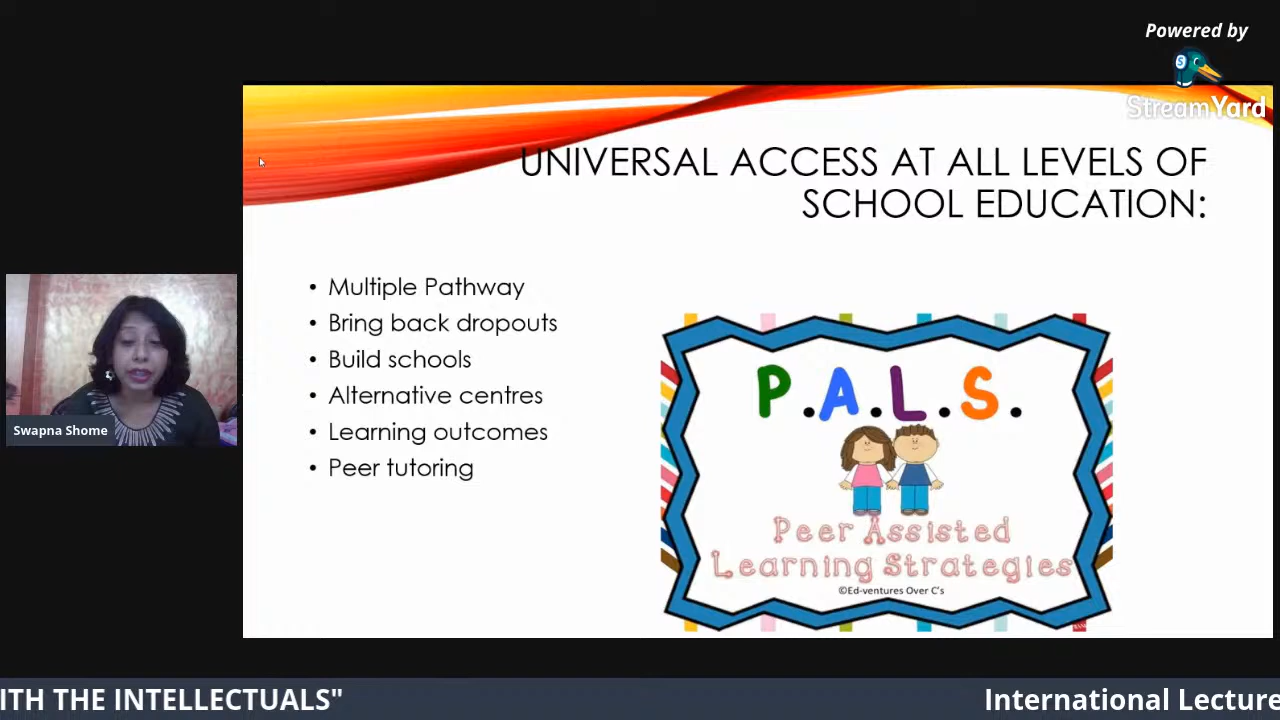 Powered by
StreamYard
UNIVERSAL ACCESS AT ALL LEVELS OF
SCHOOL EDUCATION:
• Multiple Pathway
• Bring back dropouts
• Build schools
• Alternative centres
• Learning outcomes
• Peer tutoring
P.A.L.S.
Peer Assisted
Learning Strategies
©Ed-ventures Over C's
Swapna Shome
ITH THE INTELLECTUALS" International Lecture